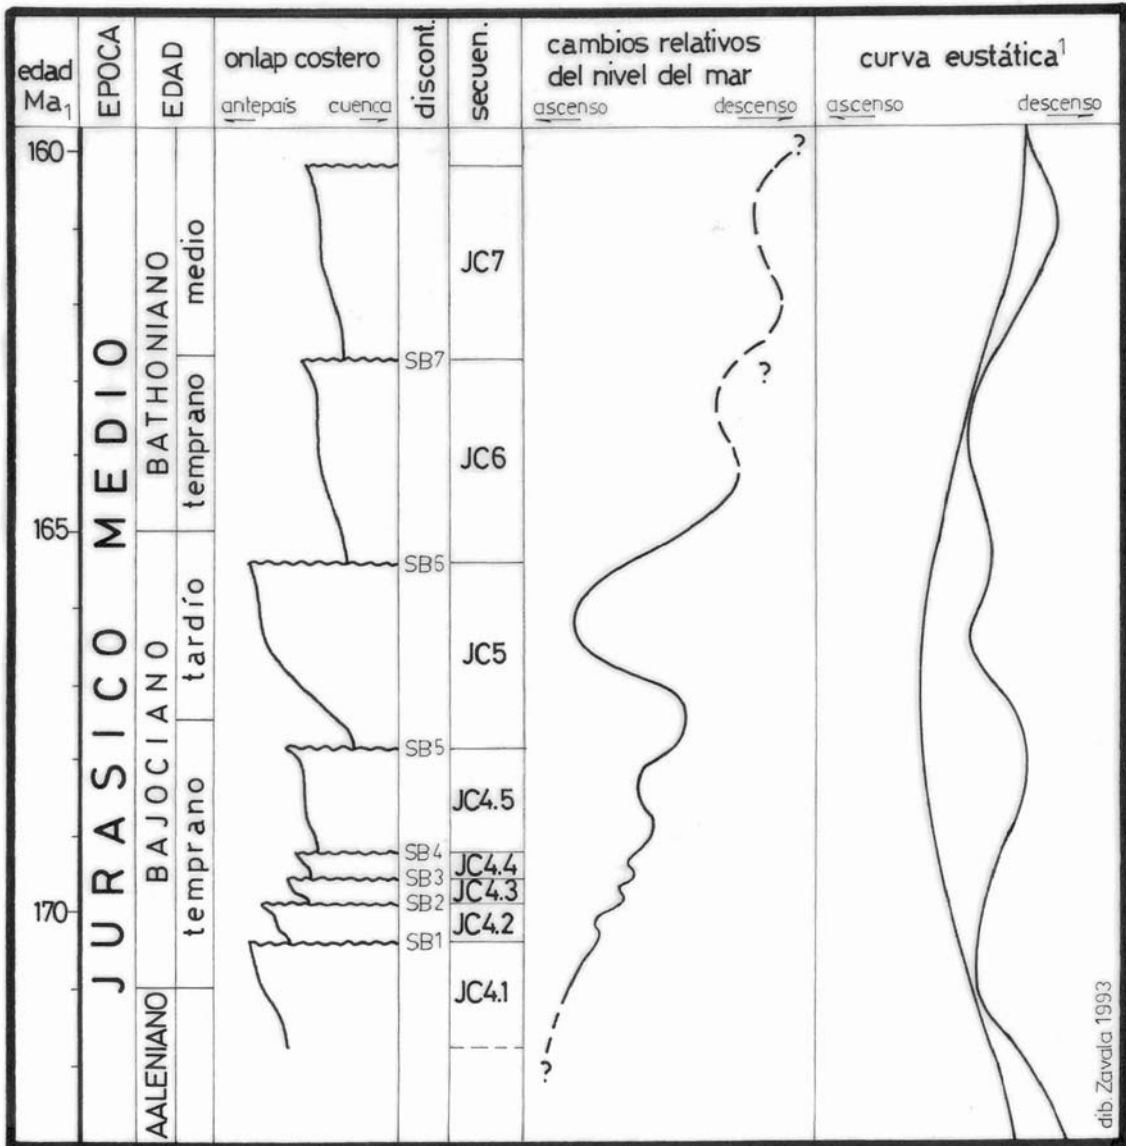 edad
Ma1
EPOCA
EDAD
onlap costero
antepaís cuenca
discont.
secuen.
cambios relativos
del nivel del mar
ascenso descenso
curva eustática1
ascenso descenso
160
165
170
JURASICO MEDIO
BATHONIANO
BAJOCIANO
AALENIANO
medio
temprano
tardío
temprano
SB7
SB6
SB5
SB4
SB3
SB2
SB1
JC7
JC6
JC5
JC4.5
JC4.4
JC4.3
JC4.2
JC4.1
?
?
?
dib. Zavala 1993